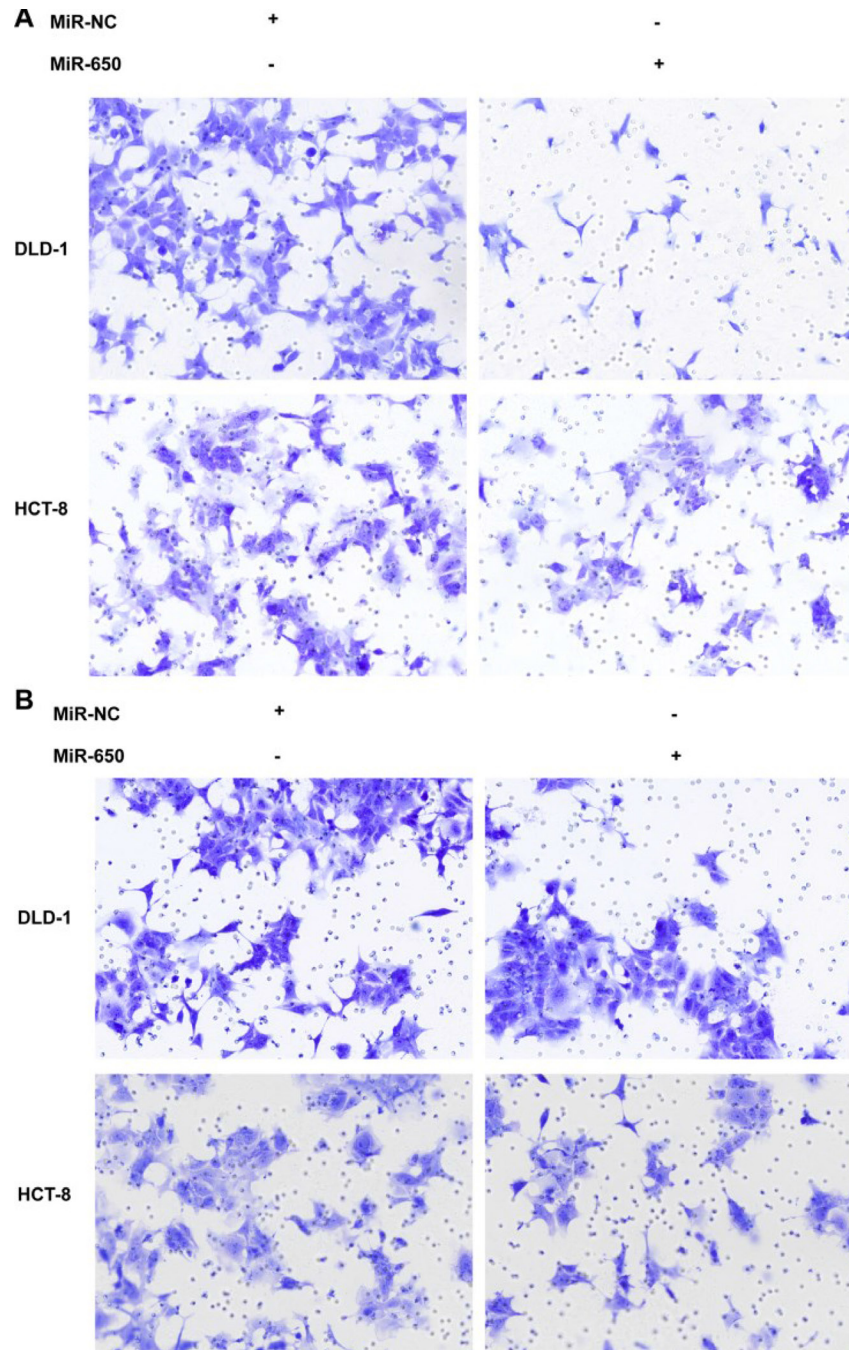 A MiR-NC + -
MiR-650 - +
DLD-1
HCT-8
B MiR-NC + -
MiR-650 - +
DLD-1
HCT-8